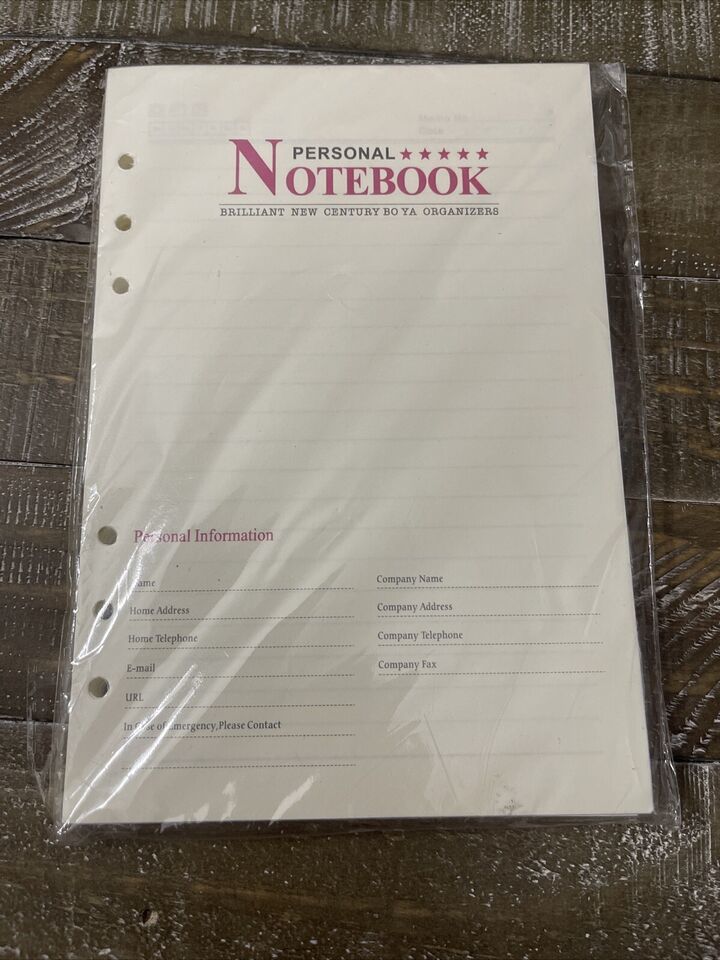 PERSONAL ★★★★★
NOTEBOOK
BRILLIANT NEW CENTURY BO YA ORGANIZERS
Personal Information
Name
Company Name
Home Address
Company Address
Home Telephone
Company Telephone
E-mail
Company Fax
URL
In Case of Emergency,Please Contact